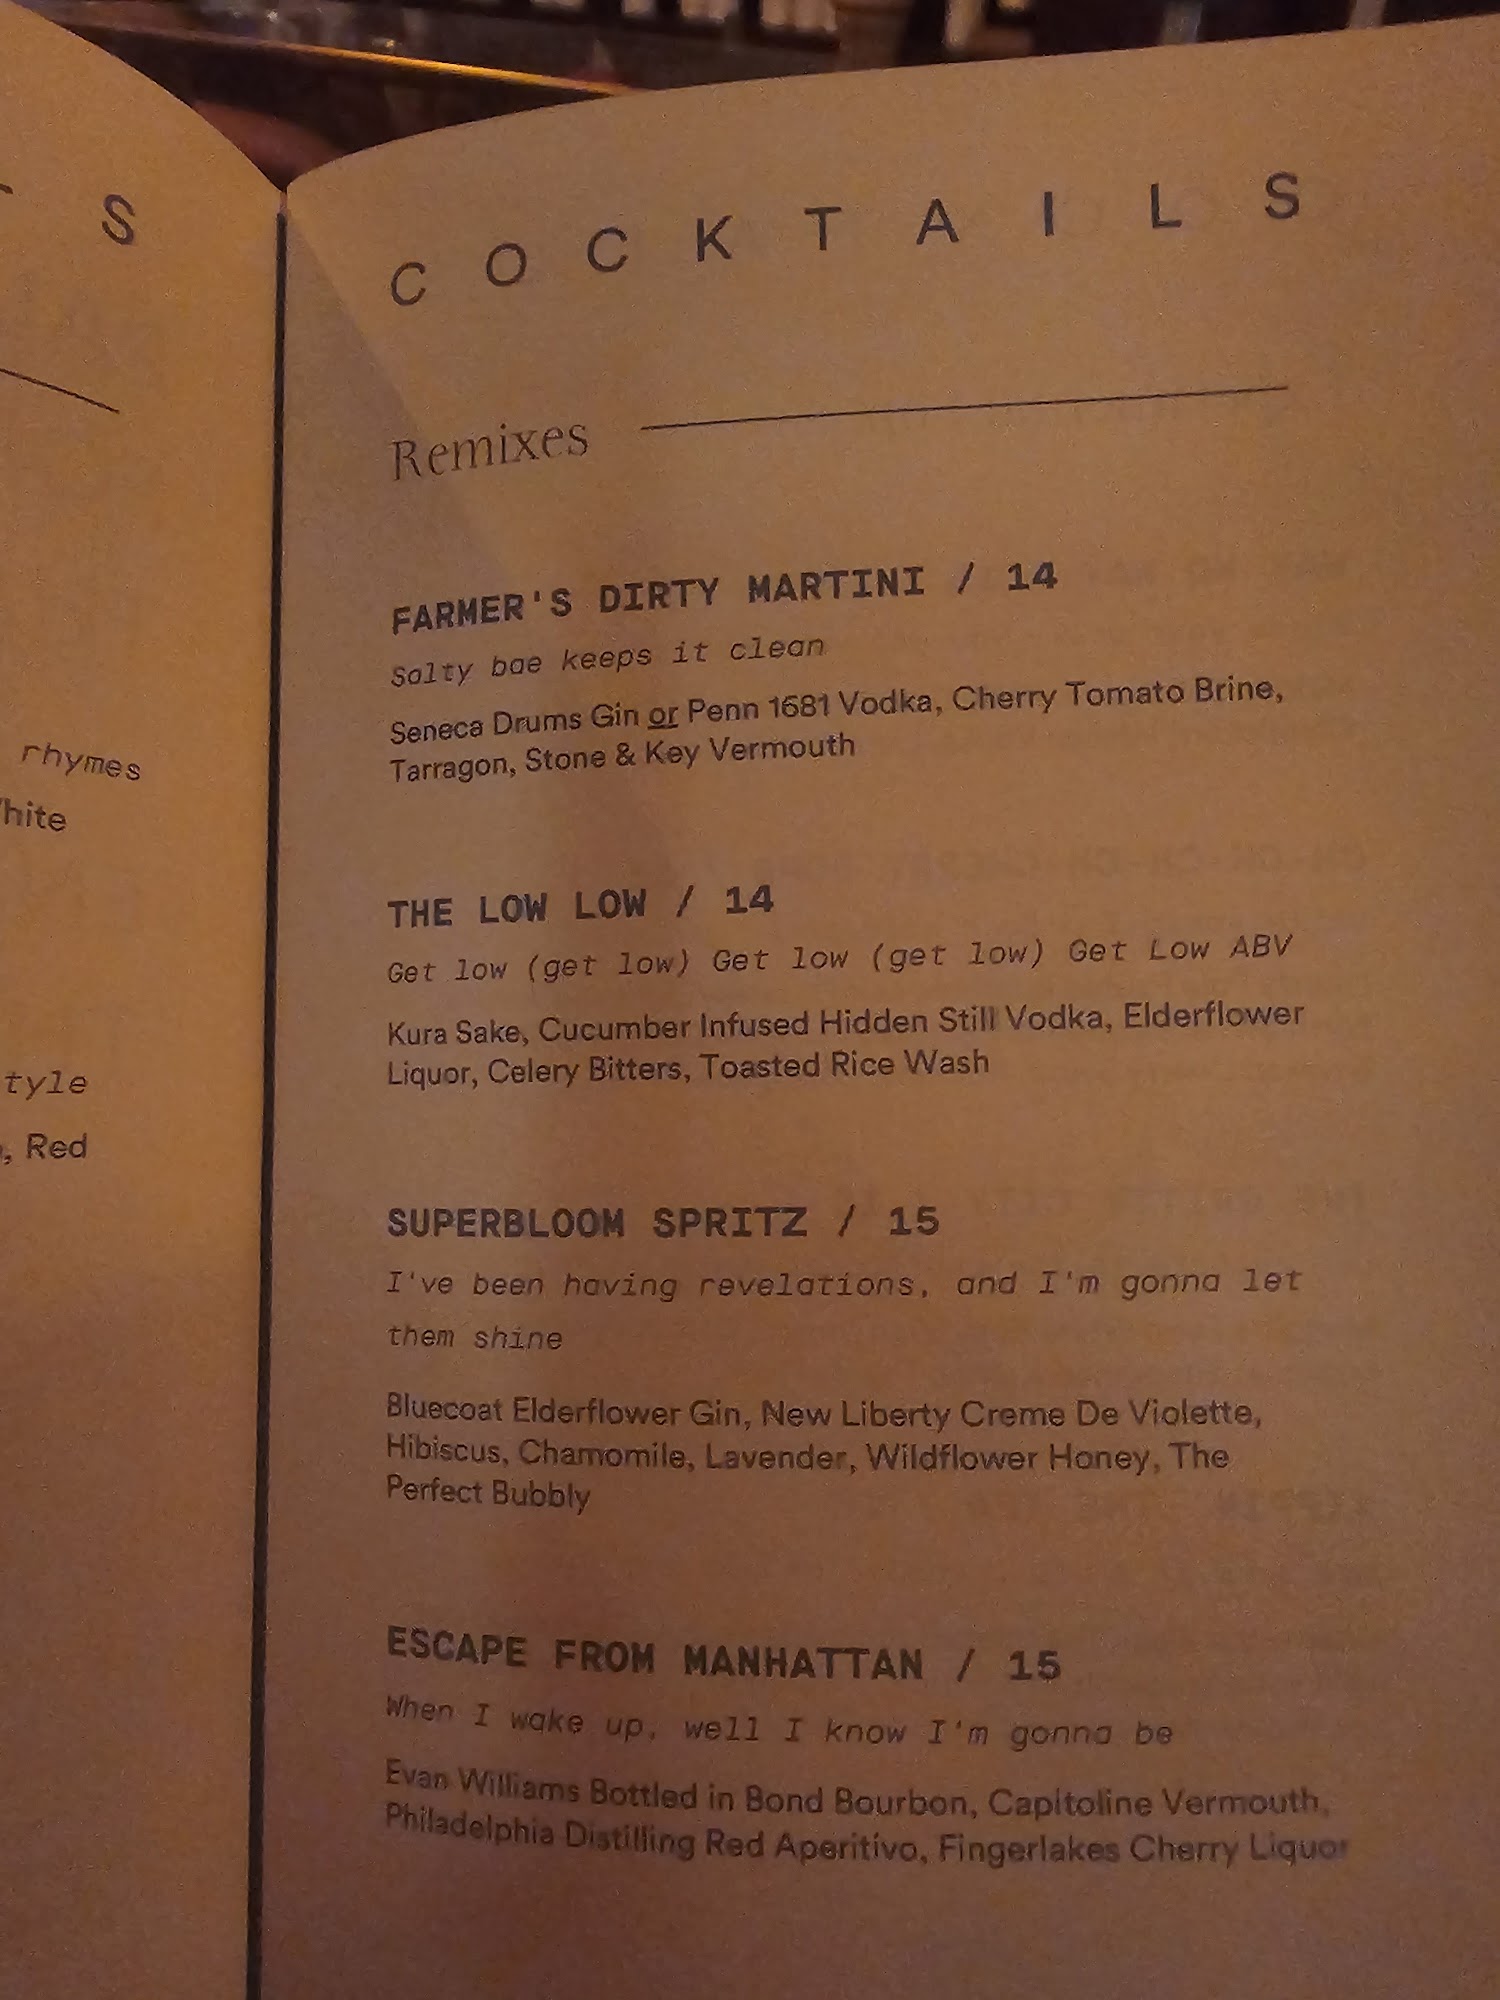 S
rhymes
hite
tyle
, Red
COCKTAILS
Remixes
FARMER'S DIRTY MARTINI / 14
Salty bae keeps it clean
Seneca Drums Gin or Penn 1681 Vodka, Cherry Tomato Brine,
Tarragon, Stone & Key Vermouth
THE LOW LOW / 14
Get low (get low) Get low (get low) Get Low ABV
Kura Sake, Cucumber Infused Hidden Still Vodka, Elderflower
Liquor, Celery Bitters, Toasted Rice Wash
SUPERBLOOM SPRITZ / 15
I've been having revelations, and I'm gonna let
them shine
Bluecoat Elderflower Gin, New Liberty Creme De Violette,
Hibiscus, Chamomile, Lavender, Wildflower Honey, The
Perfect Bubbly
ESCAPE FROM MANHATTAN / 15
When I wake up, well I know I'm gonna be
Evan Williams Bottled in Bond Bourbon, Capitoline Vermouth,
Philadelphia Distilling Red Aperitivo, Fingerlakes Cherry Liquor